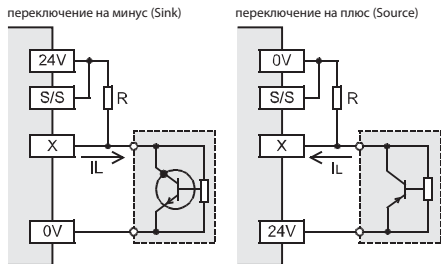 переключение на минус (Sink)
24V
S/S
R
X
IL
0V
переключение на плюс (Source)
0V
S/S
R
X
IL
24V